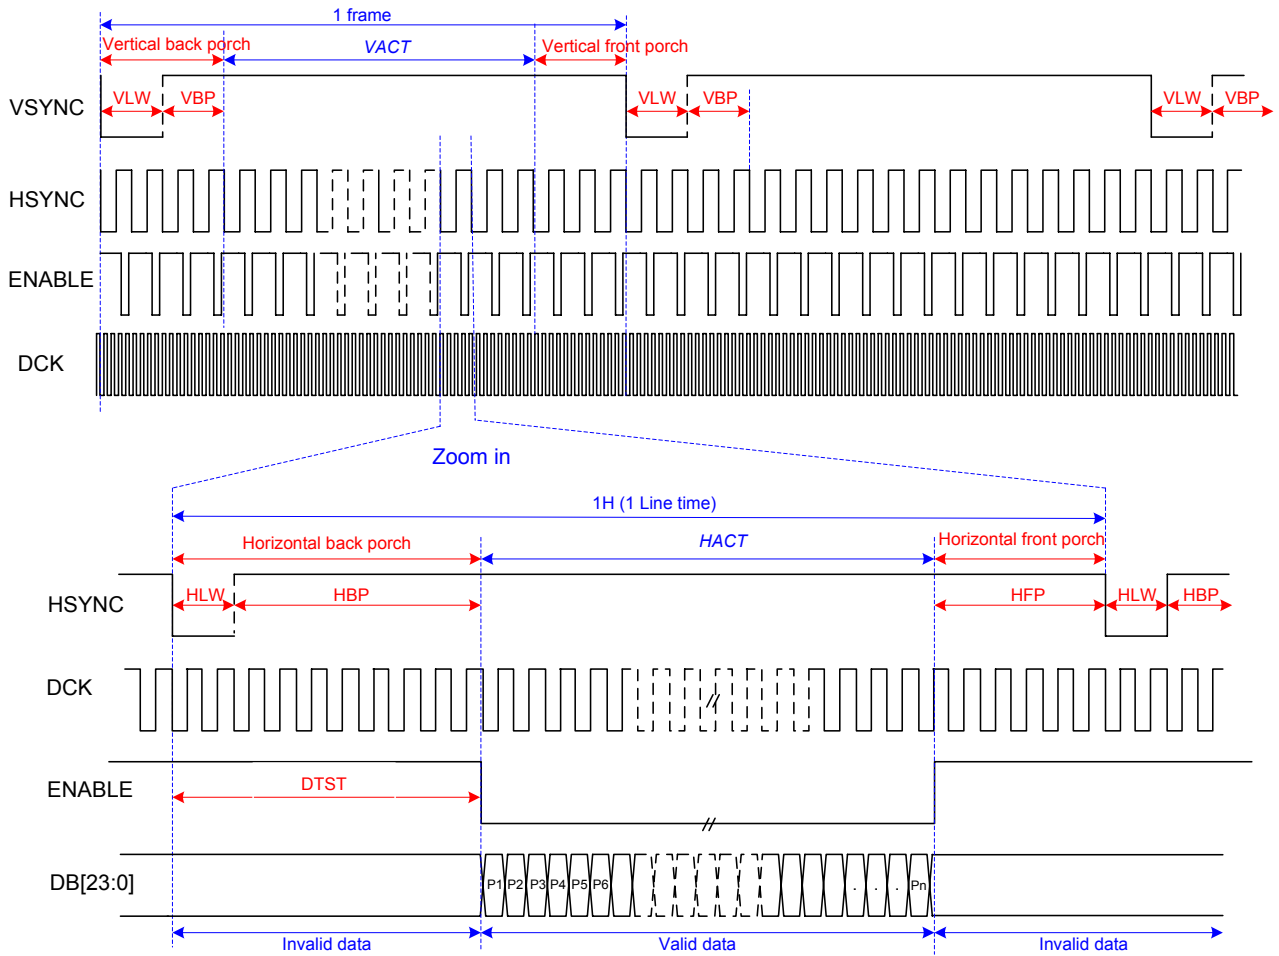 1 frame
Vertical back porch VACT Vertical front porch
VSYNC VLW VBP VLW VBP VLW VBP
HSYNC
ENABLE
DCK
Zoom in
1H (1 Line time)
Horizontal back porch HACT Horizontal front porch
HSYNC HLW HBP HFP HLW HBP
DCK
ENABLE DTST
//
//
DB[23:0] P1 P2 P3 P4 P5 P6 . . . Pn
Invalid data Valid data Invalid data